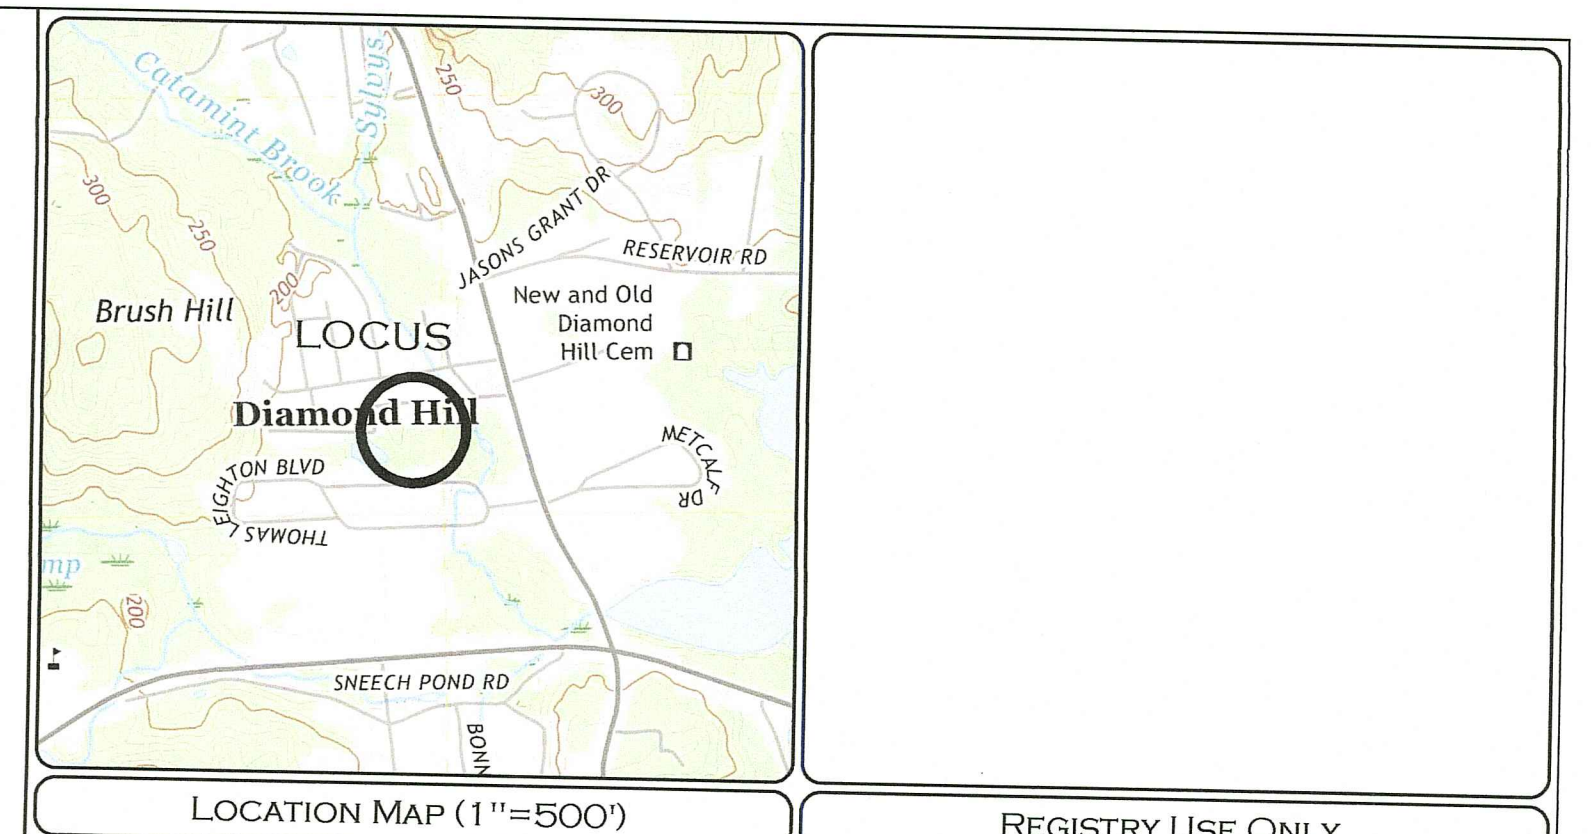 Catamint Brook
Sylvys
250
300
JASONS GRANT DR
300
250
RESERVOIR RD
200
New and Old
Diamond
Hill Cem
Brush Hill
LOCUS
Diamond Hill
METCALF DR
THOMAS LEIGHTON BLVD
mp
200
SNEECH POND RD
BONN
LOCATION MAP (1"=500')
REGISTRY USE ONLY